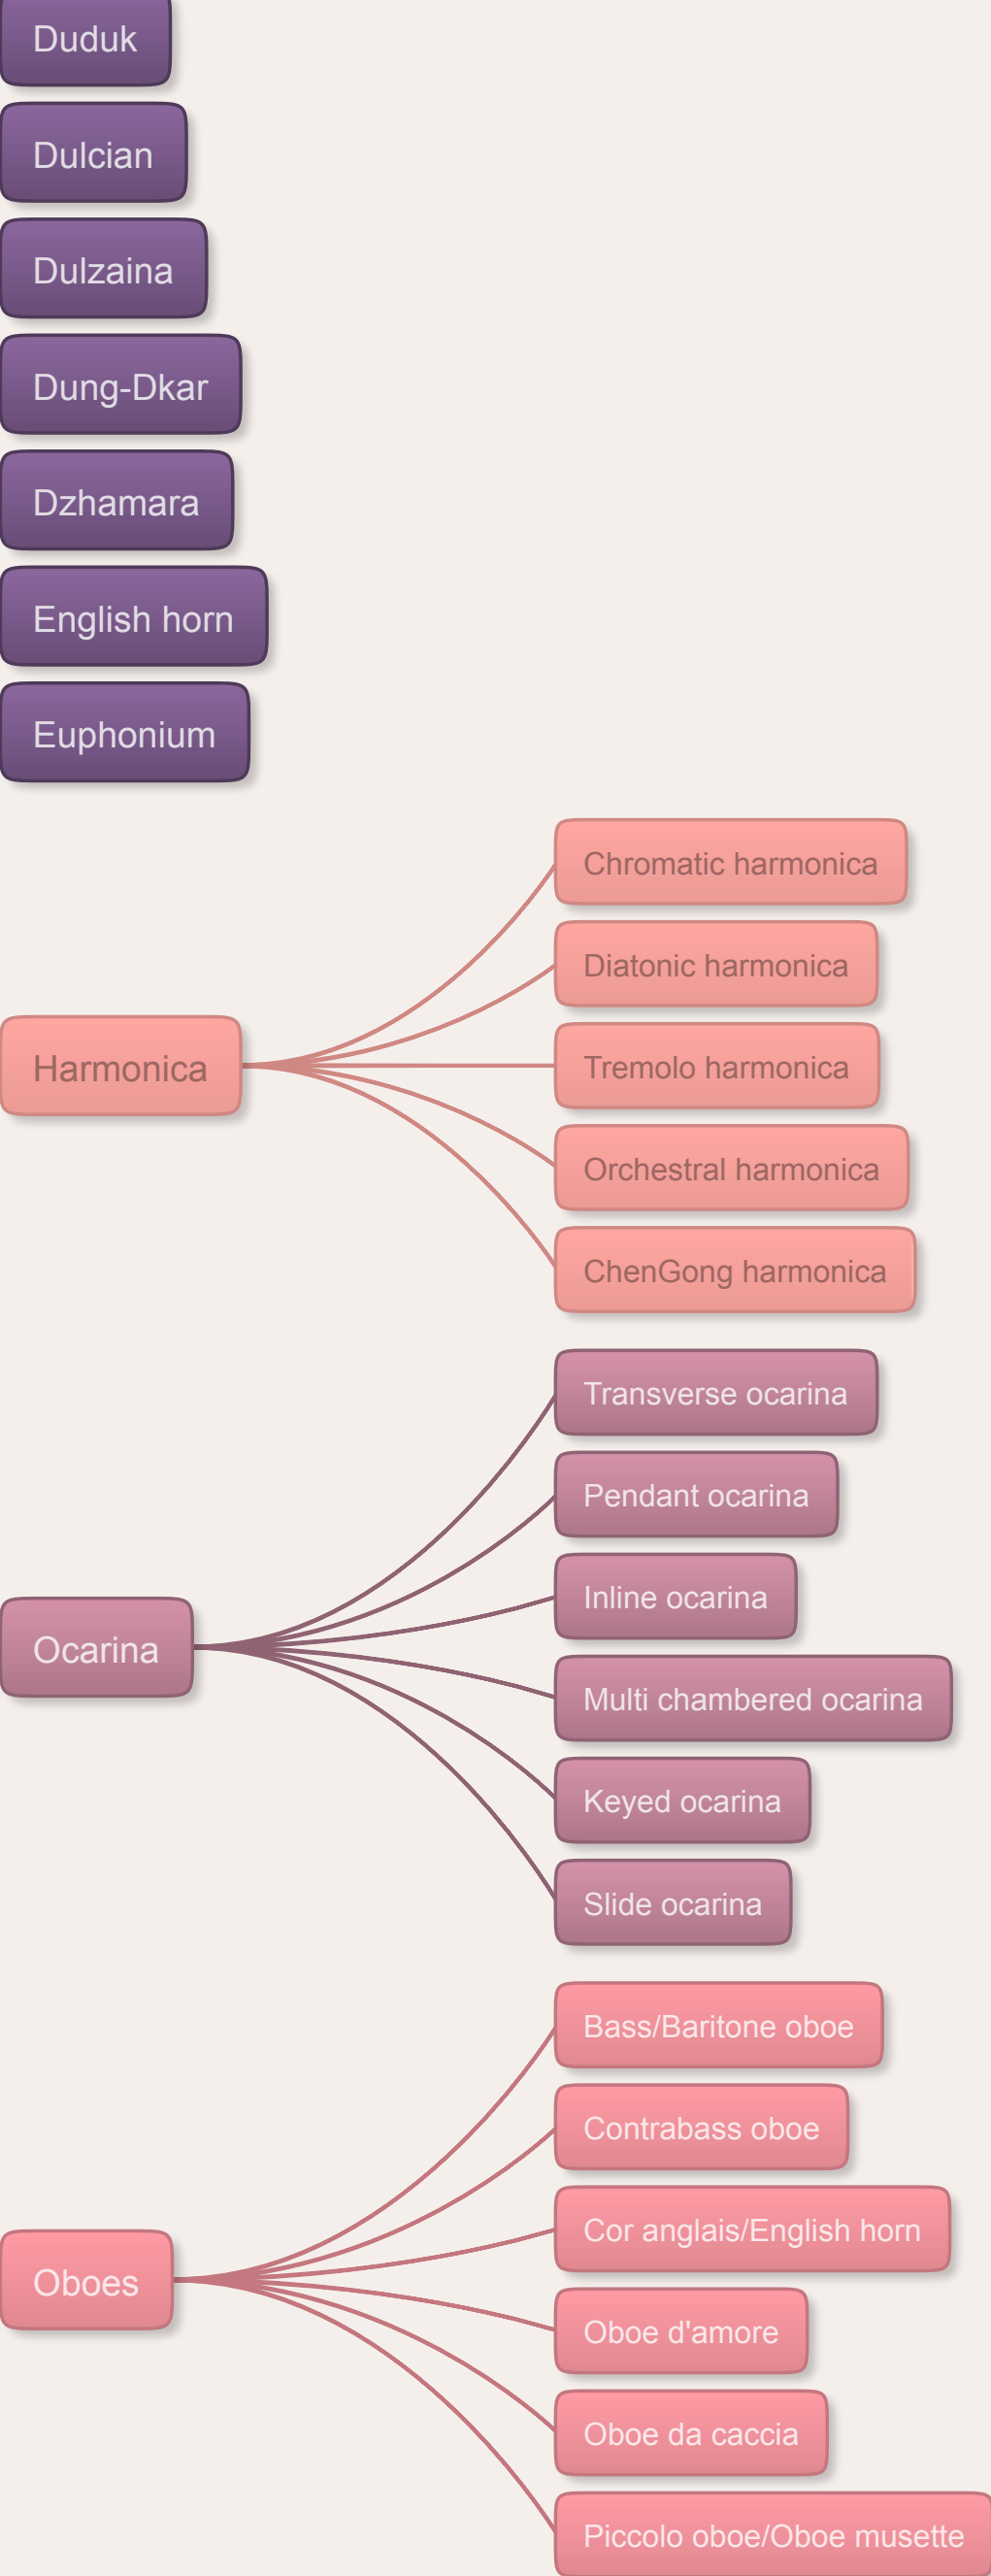 Duduk
Dulcian
Dulzaina
Dung-Dkar
Dzhamara
English horn
Euphonium
Harmonica
Chromatic harmonica
Diatonic harmonica
Tremolo harmonica
Orchestral harmonica
ChenGong harmonica
Ocarina
Transverse ocarina
Pendant ocarina
Inline ocarina
Multi chambered ocarina
Keyed ocarina
Slide ocarina
Oboes
Bass/Baritone oboe
Contrabass oboe
Cor anglais/English horn
Oboe d'amore
Oboe da caccia
Piccolo oboe/Oboe musette